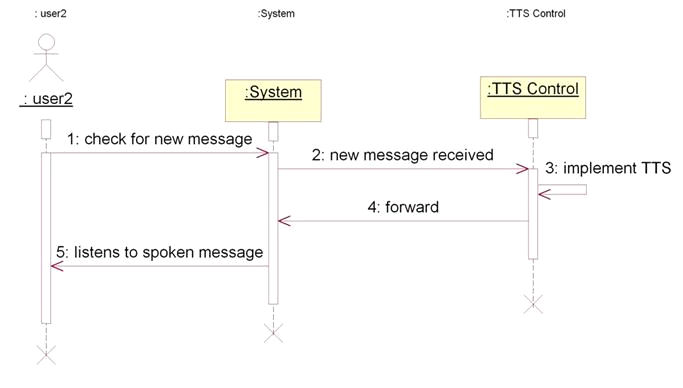 : user2
:System
:TTS Control
: user2
:System
:TTS Control
1: check for new message
2: new message received
3: implement TTS
4: forward
5: listens to spoken message